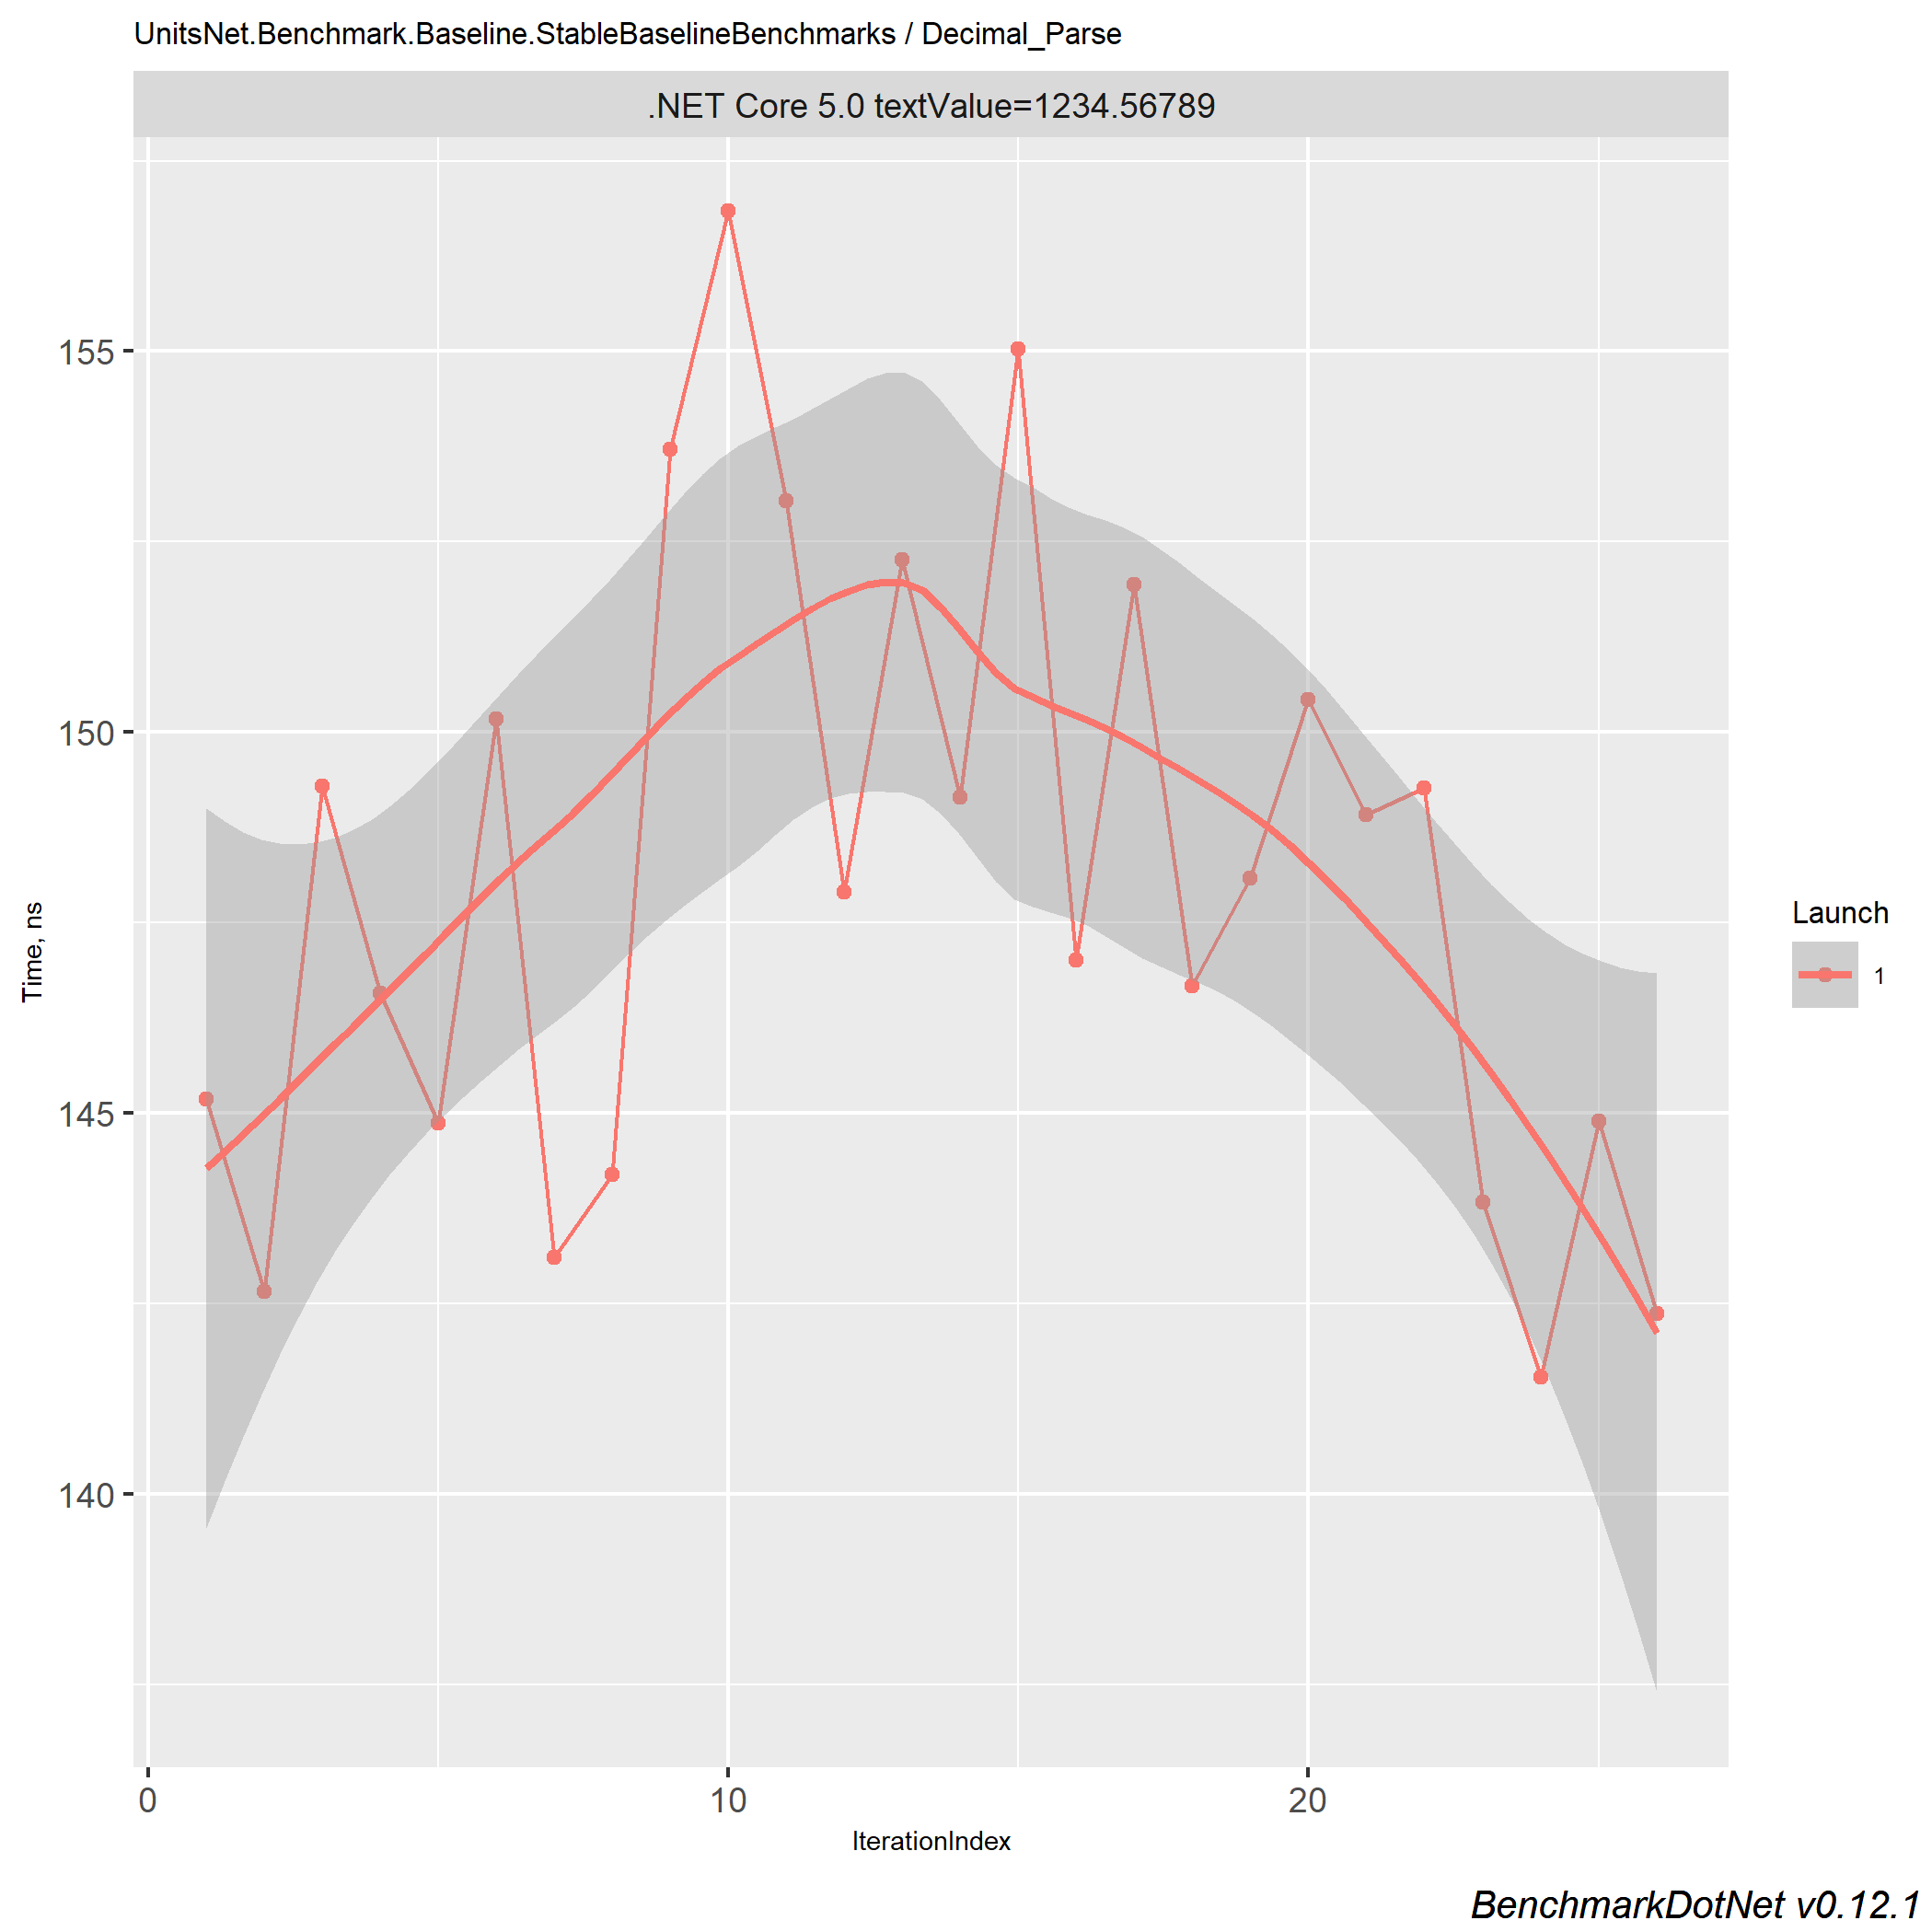 UnitsNet.Benchmark.Baseline.StableBaselineBenchmarks / Decimal_Parse
.NET Core 5.0 textValue=1234.56789
155
150
145
140
Time, ns
0 10 20
IterationIndex
Launch
1
BenchmarkDotNet v0.12.1